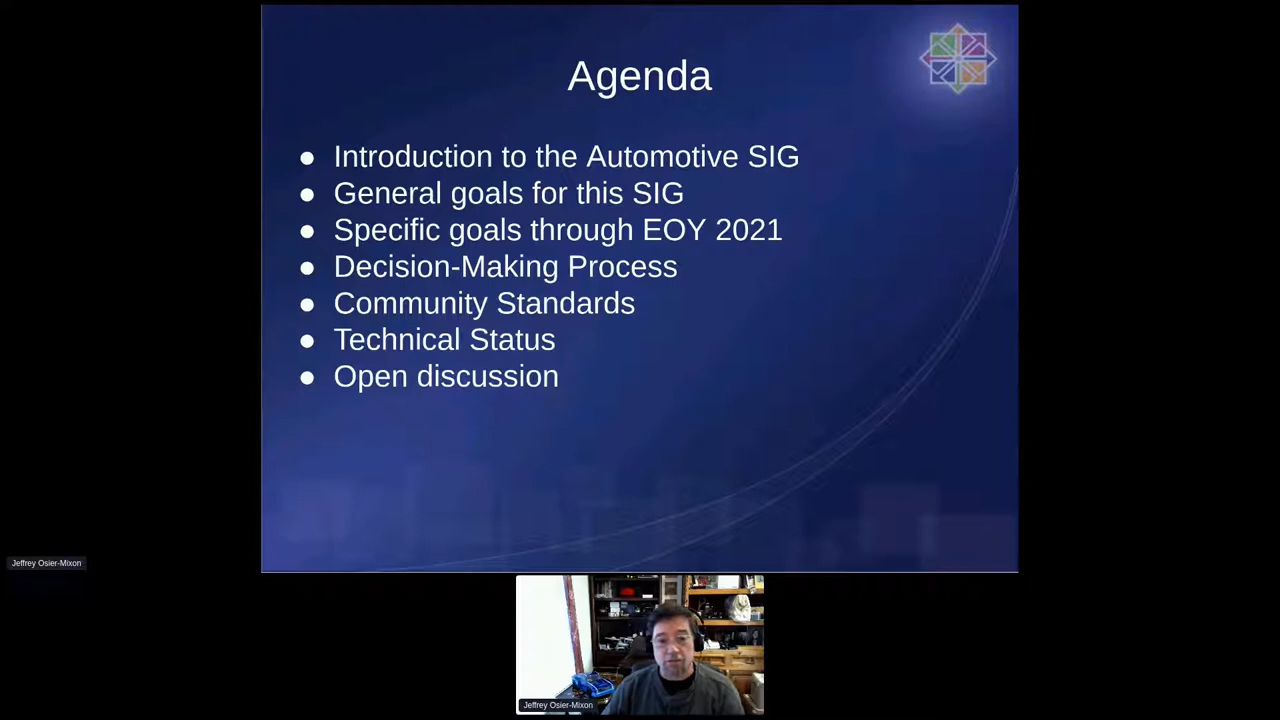 Agenda
● Introduction to the Automotive SIG
● General goals for this SIG
● Specific goals through EOY 2021
● Decision-Making Process
● Community Standards
● Technical Status
● Open discussion
Jeffrey Osier-Mixon
Jeffrey Osier-Mixon